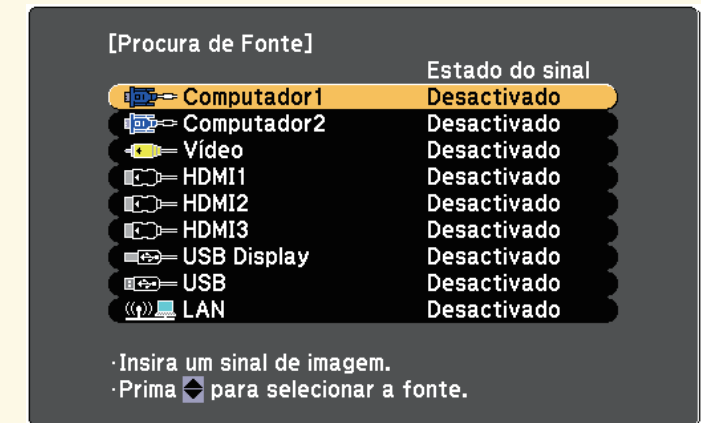 [Procura de Fonte]
Estado do sinal
Computador1 Desactivado
Computador2 Desactivado
Vídeo Desactivado
HDMI1 Desactivado
HDMI2 Desactivado
HDMI3 Desactivado
USB Display Desactivado
USB Desactivado
LAN Desactivado
·Insira um sinal de imagem.
·Prima para selecionar a fonte.